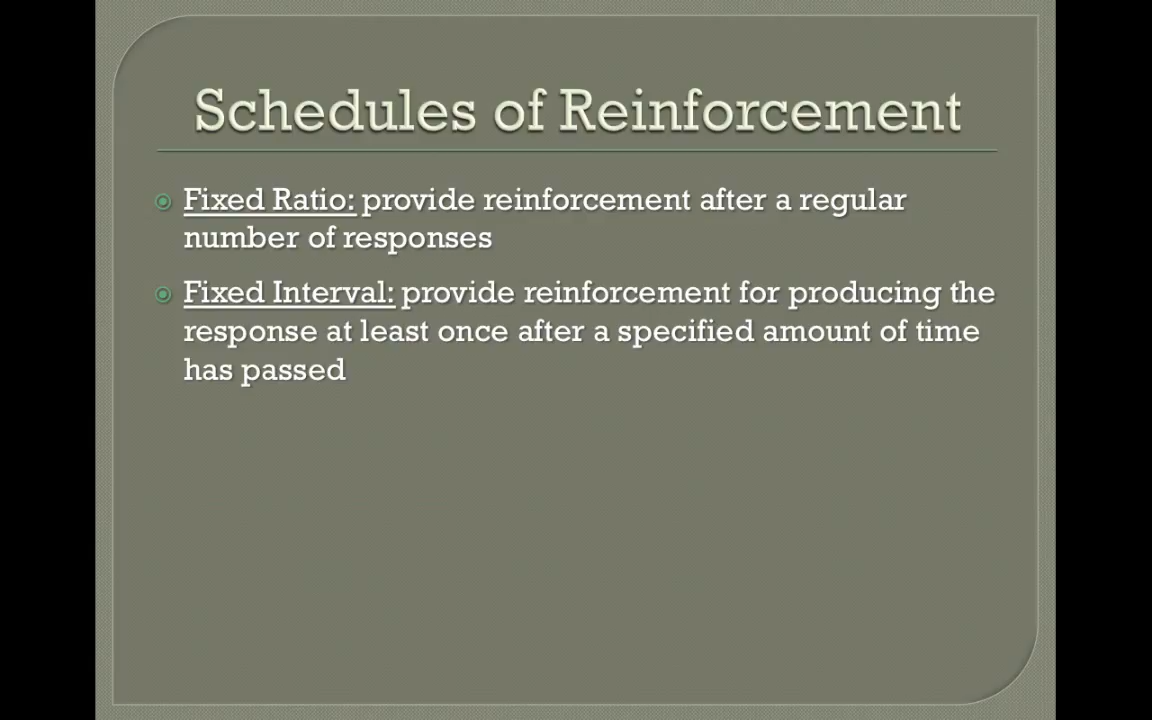 Schedules of Reinforcement
Fixed Ratio: provide reinforcement after a regular
number of responses
Fixed Interval: provide reinforcement for producing the
response at least once after a specified amount of time
has passed